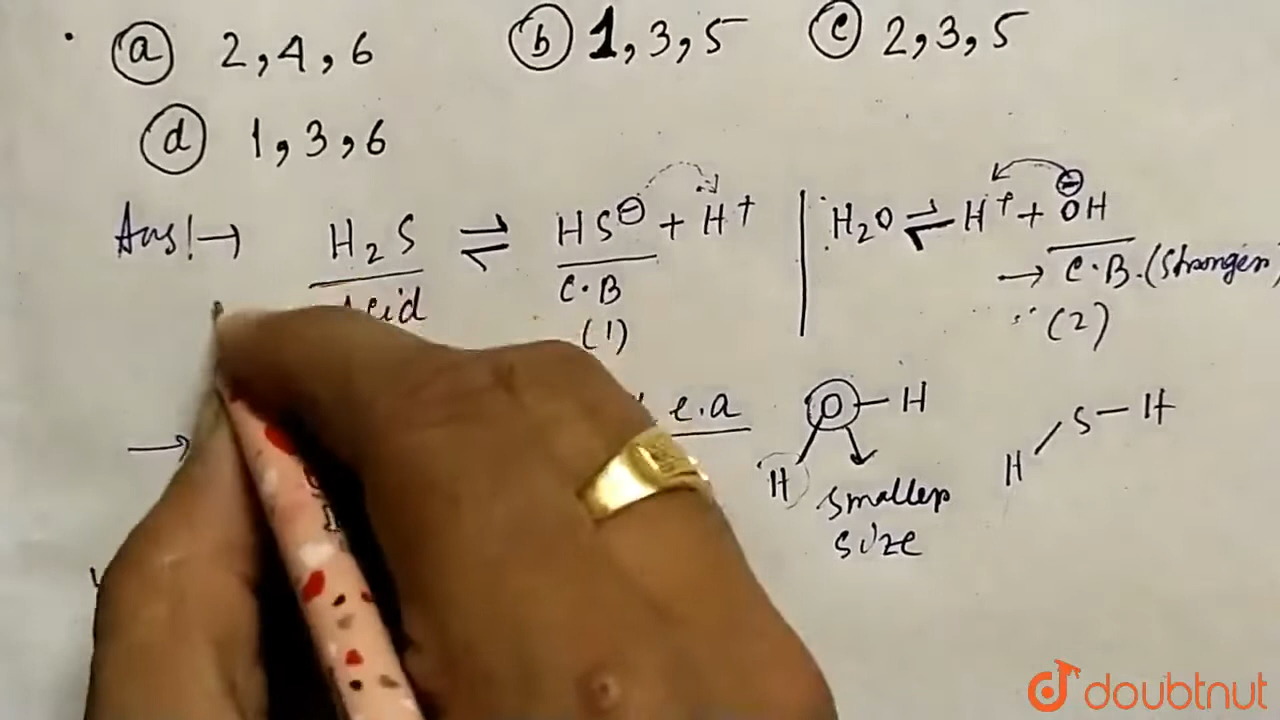 ⓐ 2,4,6 ⓑ 1,3,5 ⓒ 2,3,5
ⓓ 1,3,6
Ans!→ H₂S ⇌ HS⊖ + H⁺ | H₂O ⇌ H⁺ + ⊖OH
Acid C·B → C·B·(Stronger)
(1) (2)
→ e.a O—H S—H
H H
smaller
size
doubtnut